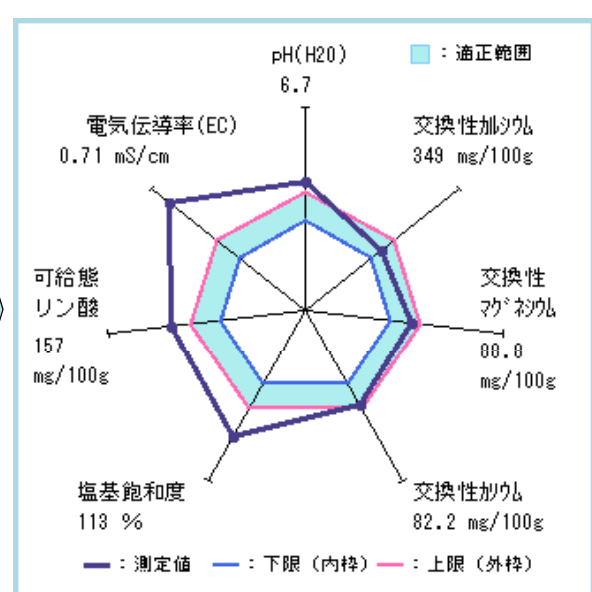 pH(H2O)
6.7
：適正範囲
電気伝導率(EC)
0.71 mS/cm
交換性ｶﾙｼｳﾑ
349 mg/100g
可給態
リン酸
157
mg/100g
交換性
ﾏｸﾞﾈｼｳﾑ
88.8
mg/100g
塩基飽和度
113 %
交換性ｶﾘｳﾑ
82.2 mg/100g
：測定値
：下限（内枠）
：上限（外枠）